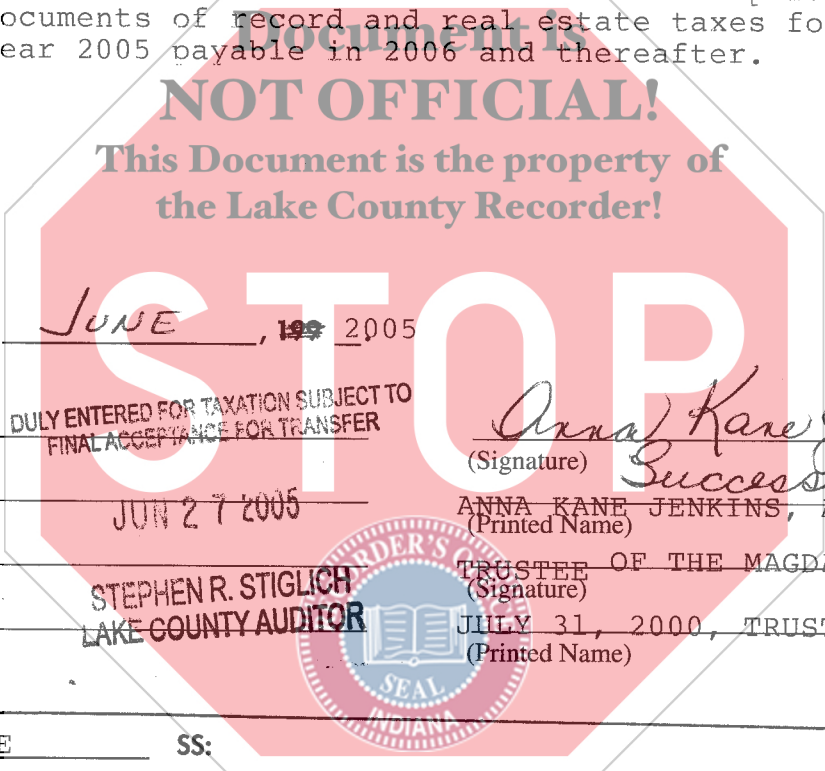 ocuments of record and real estate taxes fo
Document is
ear 2005 payable in 2006 and thereafter.
NOT OFFICIAL!
This Document is the property of
the Lake County Recorder!
STOP
JUNE , 199 2005
DULY ENTERED FOR TAXATION SUBJECT TO
FINAL ACCEPTANCE FOR TRANSFER
Anna Kane
(Signature)
Success
JUN 27 2005
ANNA KANE JENKINS,
(Printed Name)
TRUSTEE OF THE MAGDA
(Signature)
STEPHEN R. STIGLICH
LAKE COUNTY AUDITOR
JULY 31, 2000, TRUST
(Printed Name)
SEAL
INDIANA
E SS: